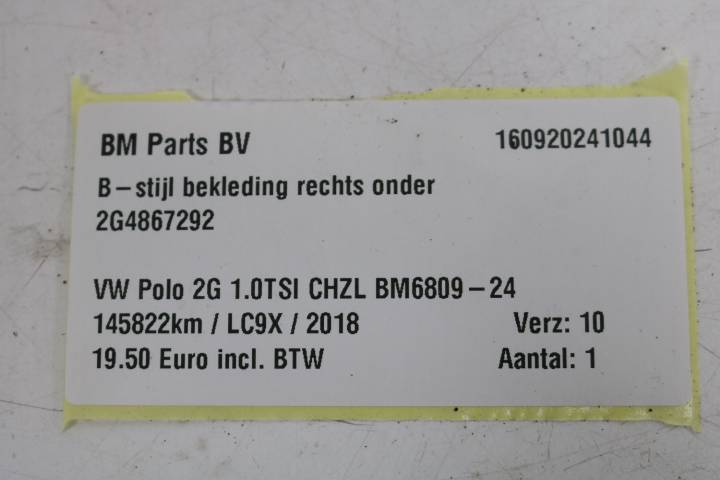 BM Parts BV 160920241044
B-stijl bekleding rechts onder
2G4867292
VW Polo 2G 1.0TSI CHZL BM6809-24
145822km / LC9X / 2018 Verz: 10
19.50 Euro incl. BTW Aantal: 1